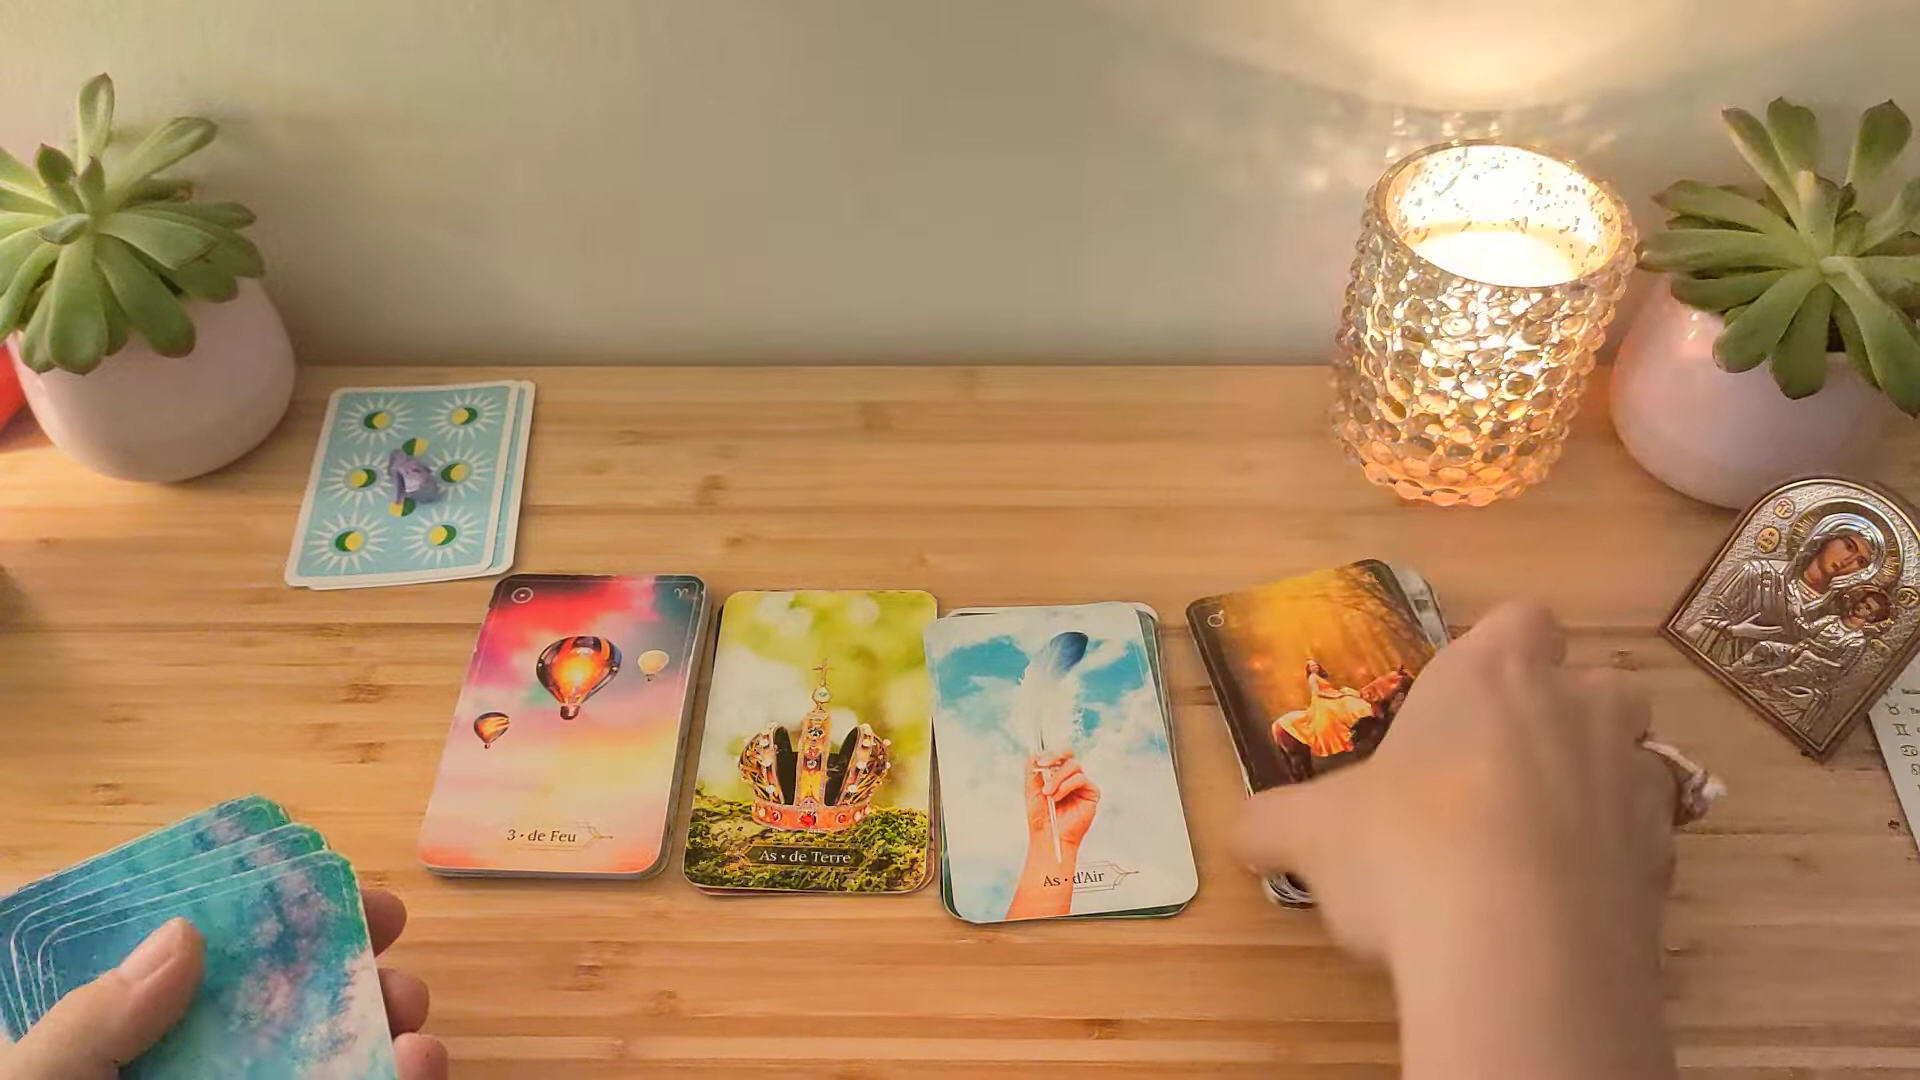 3 • de Feu
As • de Terre
As • d'Air